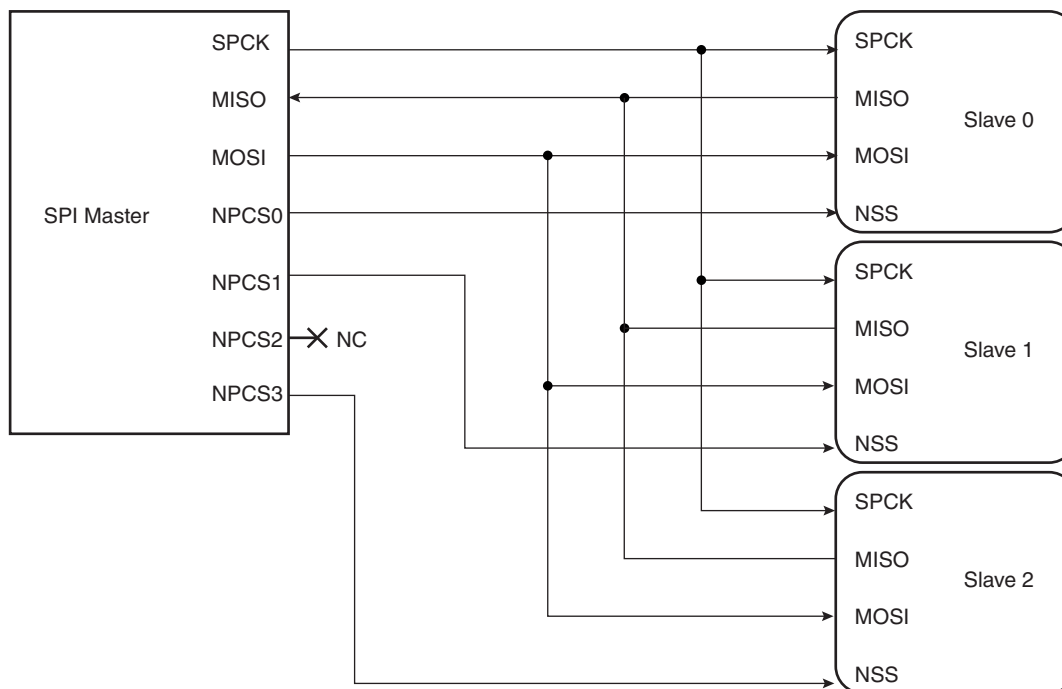 SPI Master
SPCK
MISO
MOSI
NPCS0
NPCS1
NPCS2
NC
NPCS3
SPCK
MISO
Slave 0
MOSI
NSS
SPCK
MISO
Slave 1
MOSI
NSS
SPCK
MISO
Slave 2
MOSI
NSS